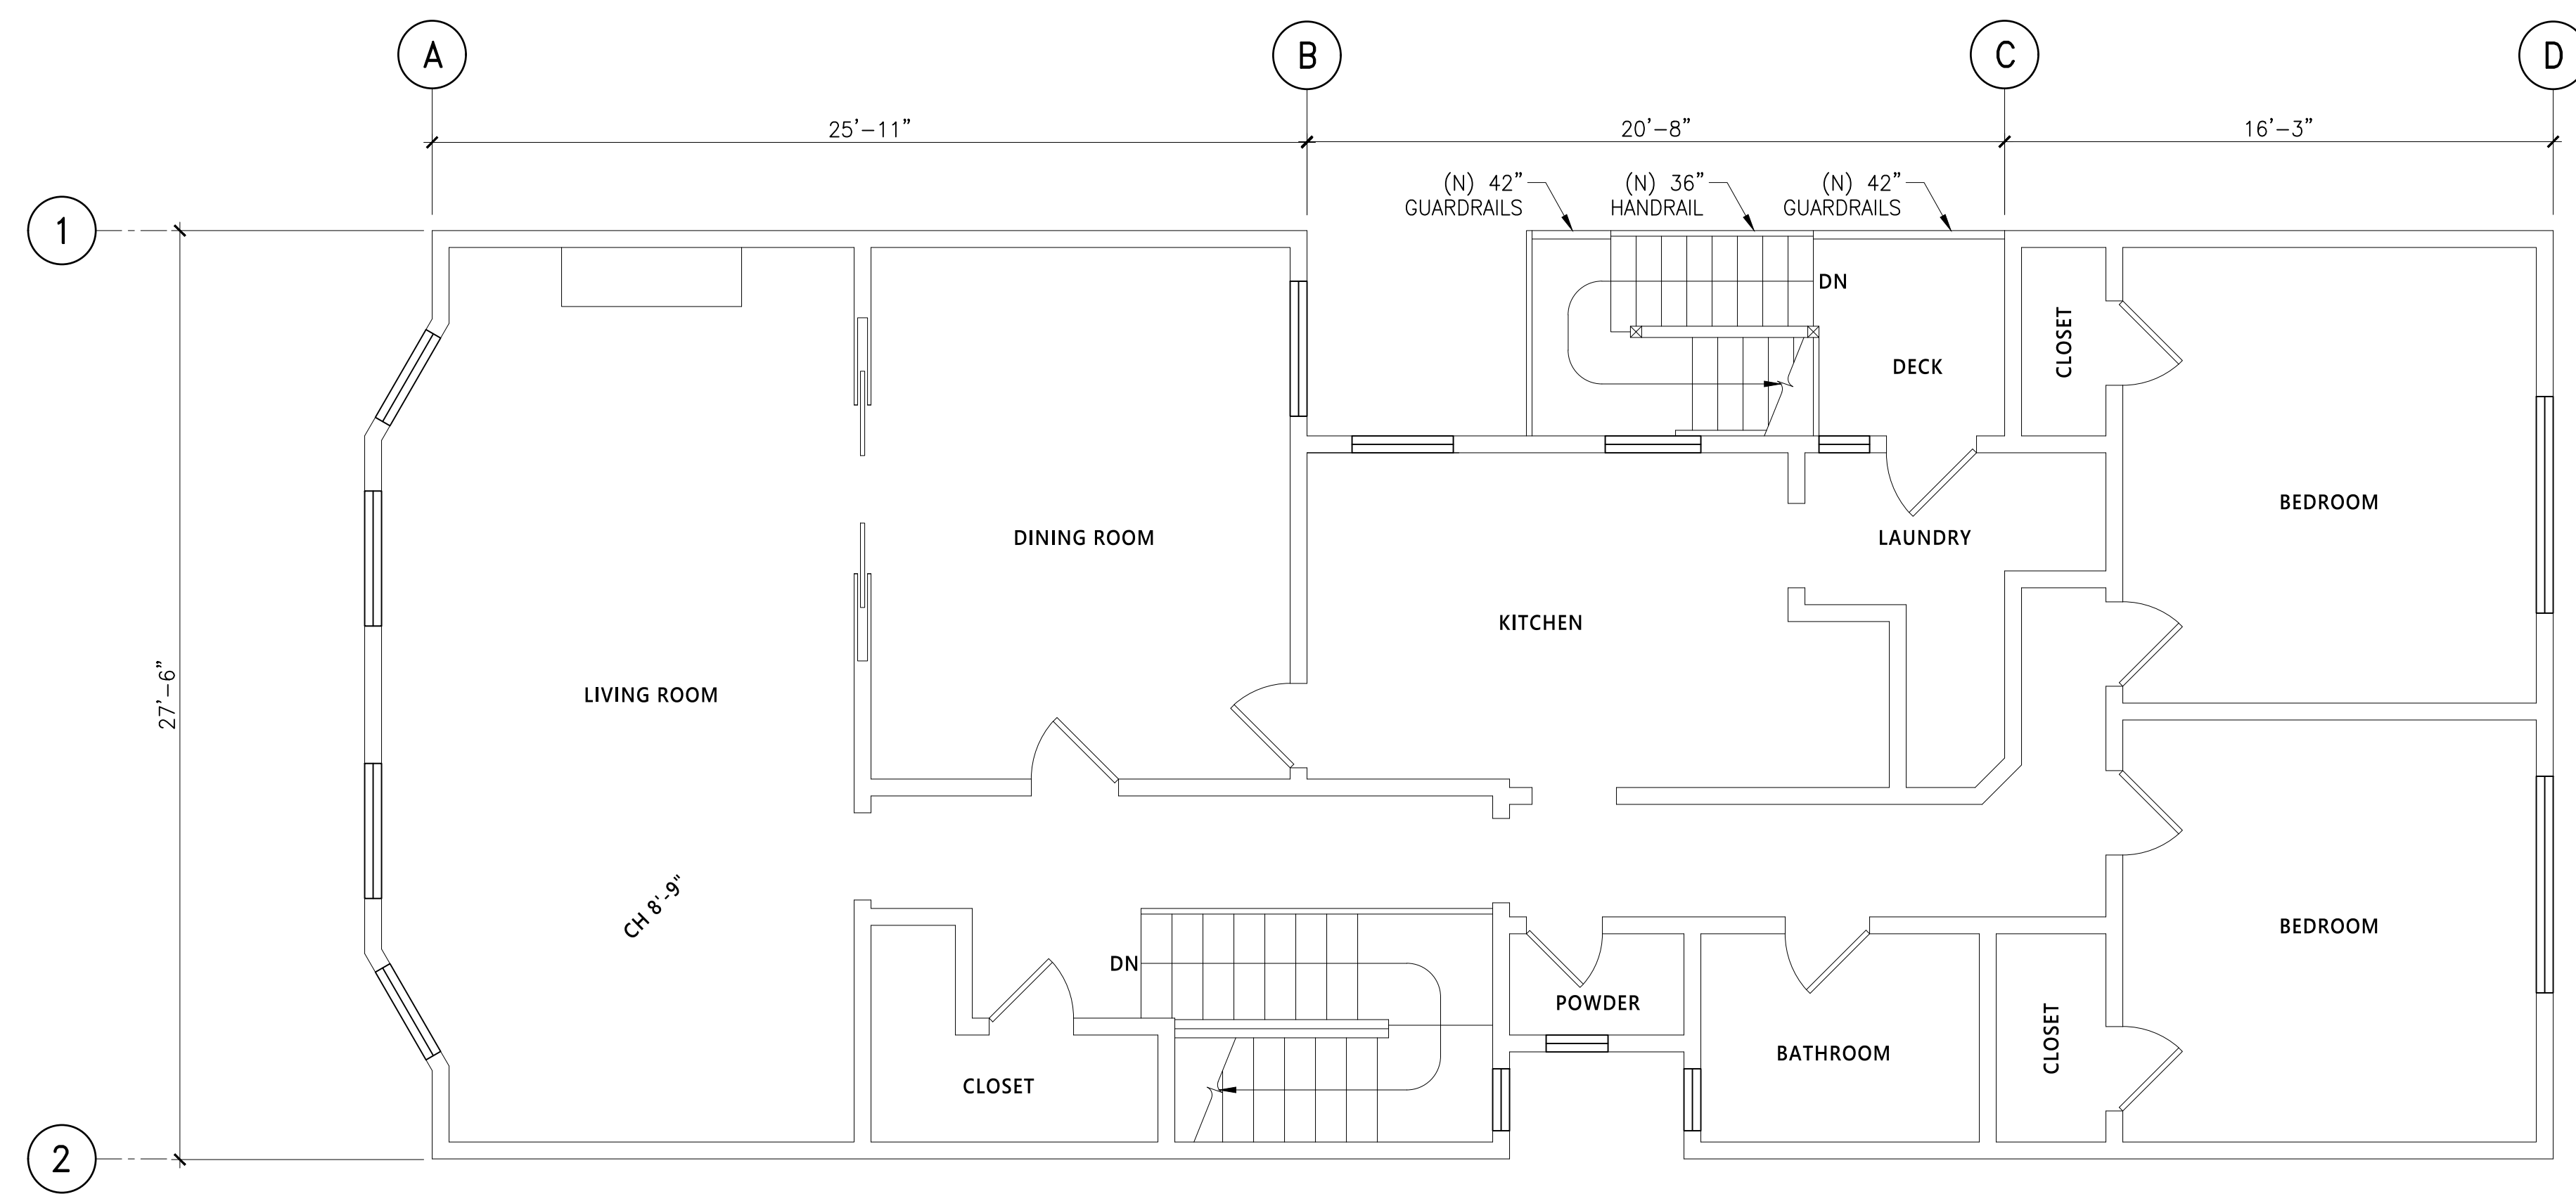 A
B
C
D
25'-11"
20'-8"
16'-3"
(N) 42"
GUARDRAILS
(N) 36"
HANDRAIL
(N) 42"
GUARDRAILS
1
DN
DECK
CLOSET
BEDROOM
DINING ROOM
LAUNDRY
KITCHEN
27'-6"
LIVING ROOM
CH 8'-9"
DN
POWDER
BATHROOM
CLOSET
BEDROOM
CLOSET
2